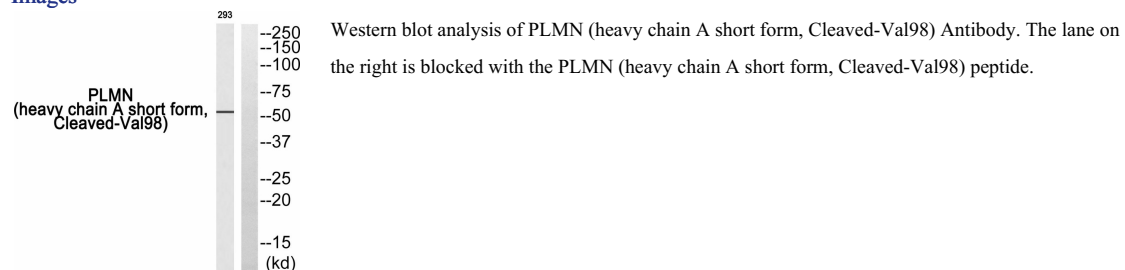 Images
293
--250
--150
--100
--75
--50
--37
--25
--20
--15
(kd)
PLMN
(heavy chain A short form,
Cleaved-Val98)
Western blot analysis of PLMN (heavy chain A short form, Cleaved-Val98) Antibody. The lane on
the right is blocked with the PLMN (heavy chain A short form, Cleaved-Val98) peptide.